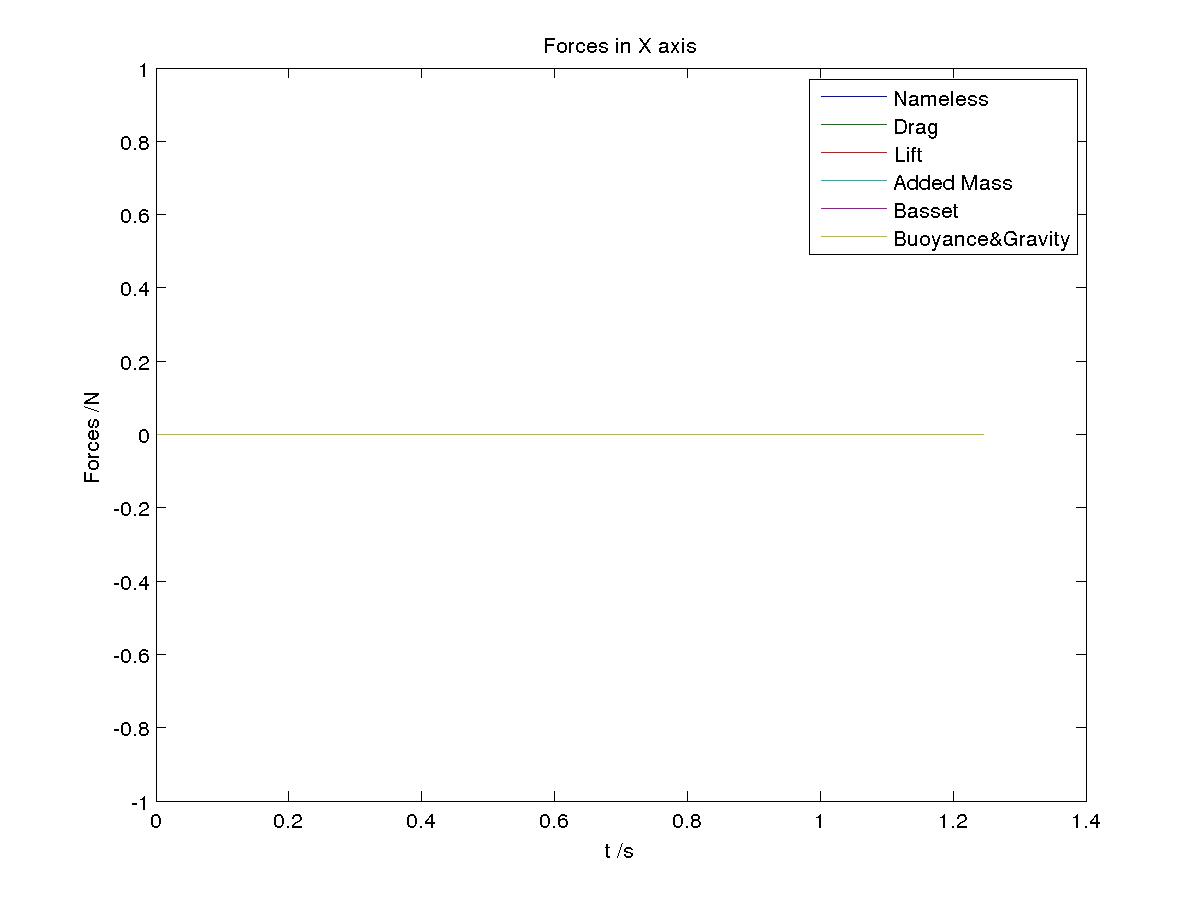 Forces in X axis
1
0.8
0.6
0.4
0.2
0
-0.2
-0.4
-0.6
-0.8
-1
Forces /N
Nameless
Drag
Lift
Added Mass
Basset
Buoyance&Gravity
0 0.2 0.4 0.6 0.8 1 1.2 1.4
t /s